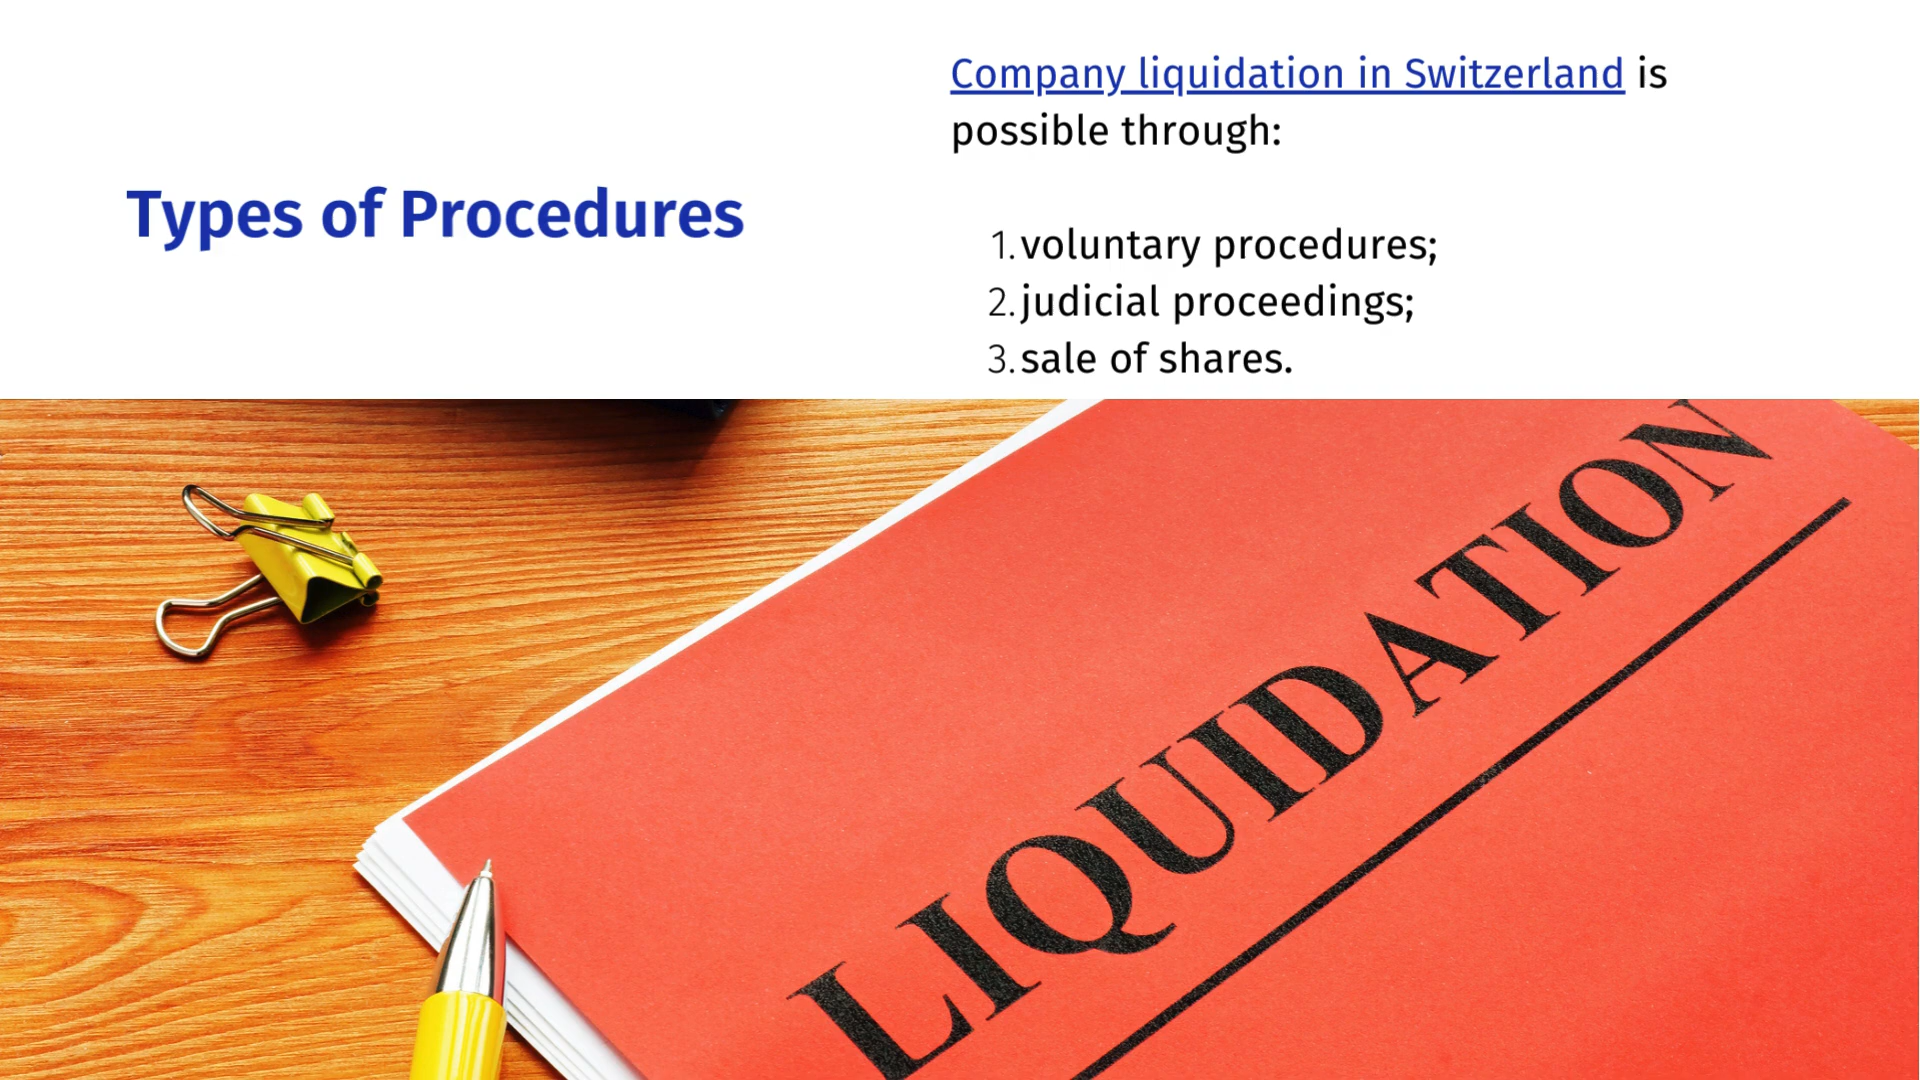 Types of Procedures
Company liquidation in Switzerland is
possible through:
1. voluntary procedures;
2. judicial proceedings;
3. sale of shares.
LIQUIDATION